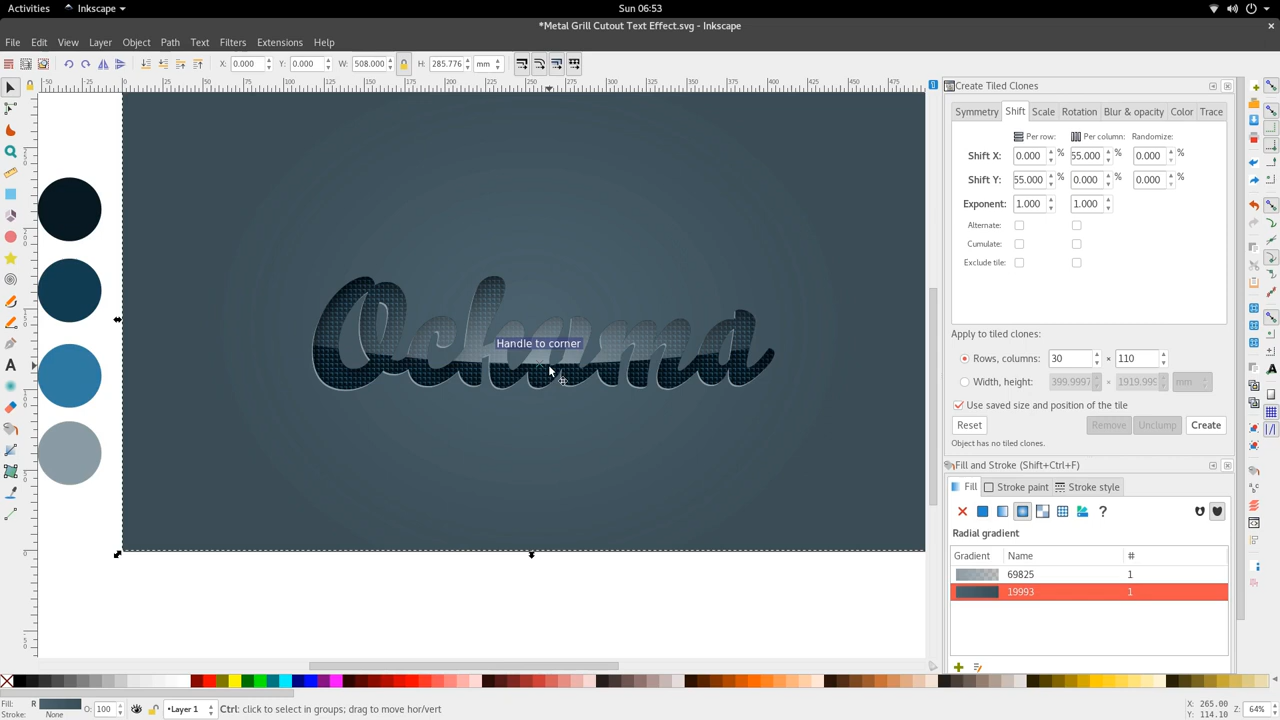 Activities Inkscape Sun 06:53
*Metal Grill Cutout Text Effect.svg - Inkscape
File Edit View Layer Object Path Text Filters Extensions Help
X: 0.000 Y: 0.000 W: 508.000 H: 285.776 mm
Create Tiled Clones
Symmetry Shift Scale Rotation Blur & opacity Color Trace
Per row: Per column: Randomize:
Shift X: 0.000 % 55.000 % 0.000 %
Shift Y: 55.000 % 0.000 % 0.000 %
Exponent: 1.000 1.000
Alternate:
Cumulate:
Exclude tile:
Ochuma
Handle to corner
Apply to tiled clones:
Rows, columns: 30 × 110
Width, height: 399.9997 × 1919.999 mm
Use saved size and position of the tile
Reset Remove Unclump Create
Object has no tiled clones.
Fill and Stroke (Shift+Ctrl+F)
Fill Stroke paint Stroke style
?
Radial gradient
Gradient Name #
69825 1
19993 1
Fill: R O: 100 •Layer 1 Ctrl: click to select in groups; drag to move hor/vert X: 265.00 Z: 64%
Stroke: None Y: 114.10